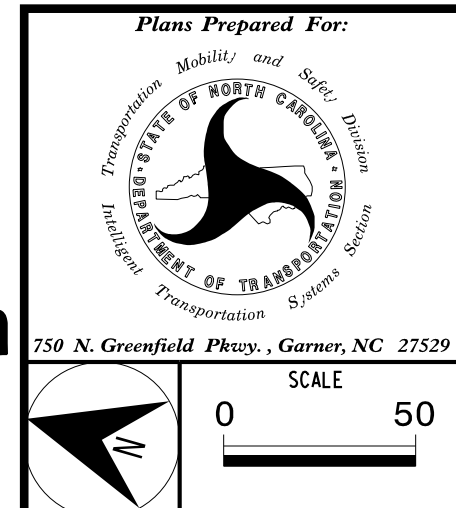 Plans Prepared For:
Transportation Mobility and Safety Division
STATE OF NORTH CAROLINA
DEPARTMENT OF TRANSPORTATION
Intelligent Transportation Systems Section
750 N. Greenfield Pkwy., Garner, NC 27529
N
SCALE
0 50